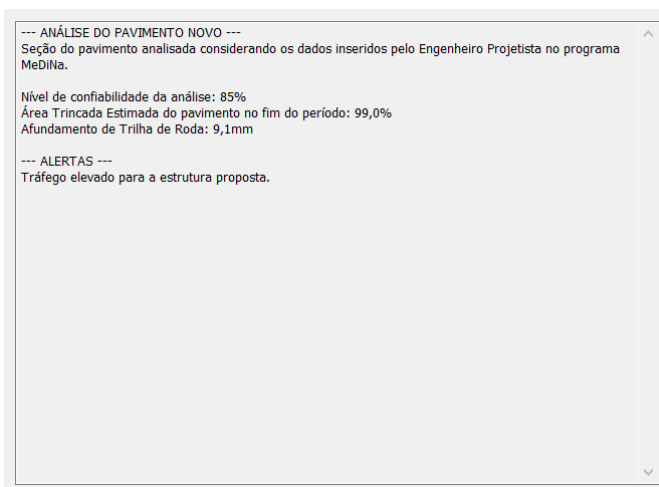 --- ANÁLISE DO PAVIMENTO NOVO ---
Seção do pavimento analisada considerando os dados inseridos pelo Engenheiro Projetista no programa
MeDiNa.
Nível de confiabilidade da análise: 85%
Área Trincada Estimada do pavimento no fim do período: 99,0%
Afundamento de Trilha de Roda: 9,1mm
--- ALERTAS ---
Tráfego elevado para a estrutura proposta.